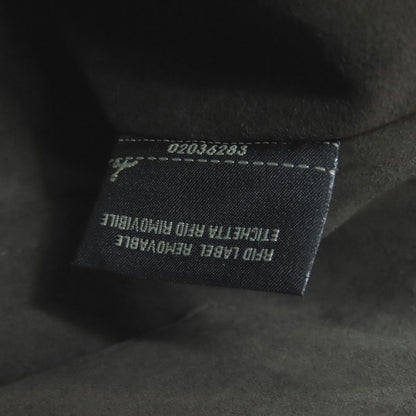 02036283
RFID LABEL REMOVABLE
ETICHETTA RFID RIMOVIBILE